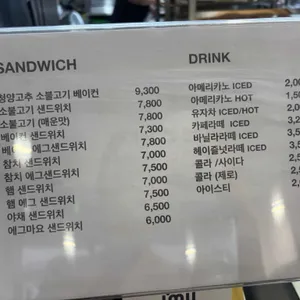 SANDWICH DRINK
청양고추 소불고기 베이컨 9,300
소불고기 샌드위치 7,800
소불고기 (매운맛) 7,800
샌드위치 7,300
에그샌드위치 7,800
참치 샌드위치 7,000
참치 에그 샌드위치 7,500
햄 샌드위치 7,000
햄 에그 샌드위치 7,500
야채 샌드위치 6,500
에그마요 샌드위치 6,000
아메리카노 ICED
아메리카노 HOT
유자차 ICED/HOT
카페라떼 ICED
바닐라라떼 ICED
헤이즐넛라떼 ICED
콜라 /사이다
콜라 (제로)
아이스티